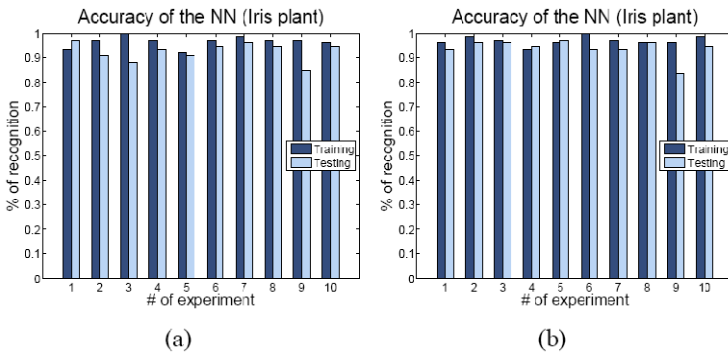 Accuracy of the NN (Iris plant)
1
0.9
0.8
0.7
0.6
0.5
0.4
0.3
0.2
0.1
0
% of recognition
Training
Testing
1 2 3 4 5 6 7 8 9 10
# of experiment
(a)
Accuracy of the NN (Iris plant)
1
0.9
0.8
0.7
0.6
0.5
0.4
0.3
0.2
0.1
0
% of recognition
Training
Testing
1 2 3 4 5 6 7 8 9 10
# of experiment
(b)